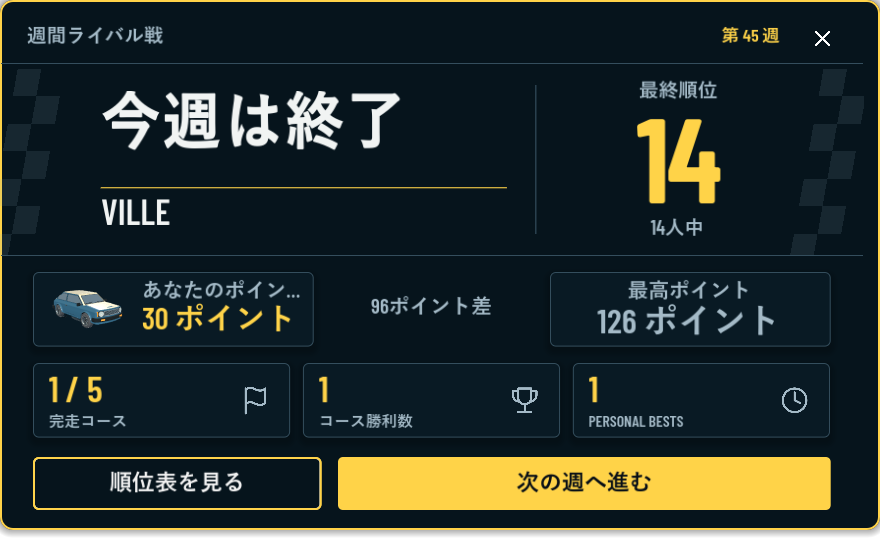 週間ライバル戦
第 45 週
今週は終了
VILLE
最終順位
14
14人中
あなたのポイン...
30 ポイント
96ポイント差
最高ポイント
126 ポイント
1 / 5
完走コース
1
コース勝利数
1
PERSONAL BESTS
順位表を見る
次の週へ進む